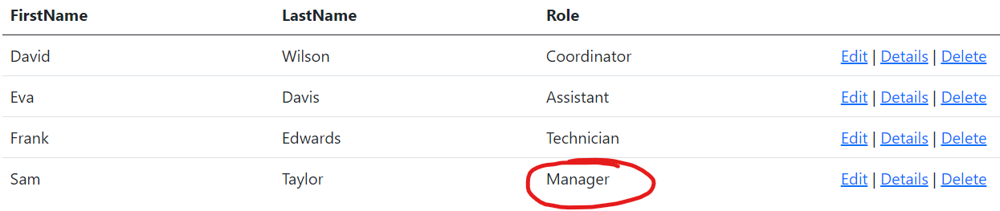 FirstName LastName Role
David Wilson Coordinator Edit | Details | Delete
Eva Davis Assistant Edit | Details | Delete
Frank Edwards Technician Edit | Details | Delete
Sam Taylor Manager Edit | Details | Delete